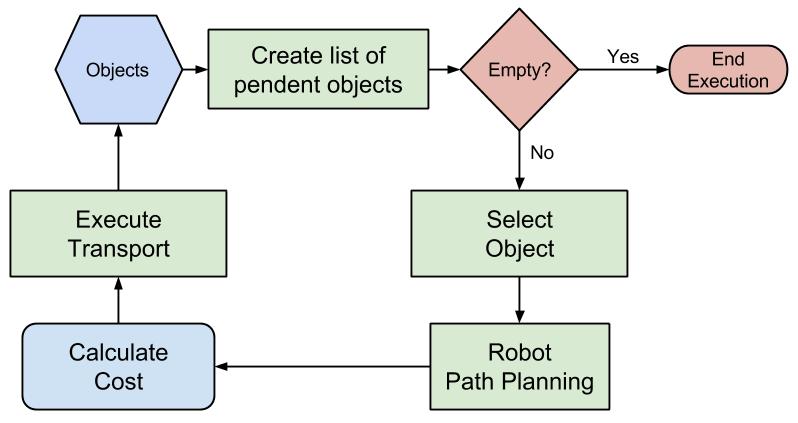 Objects
Create list of
pendent objects
Empty?
Yes
End
Execution
No
Execute
Transport
Select
Object
Calculate
Cost
Robot
Path Planning